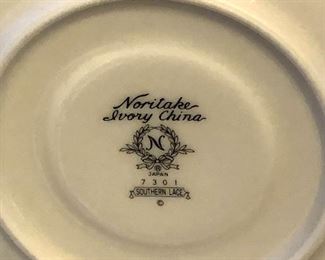 Noritake
Ivory China
N
®
JAPAN
7301
SOUTHERN LACE
©